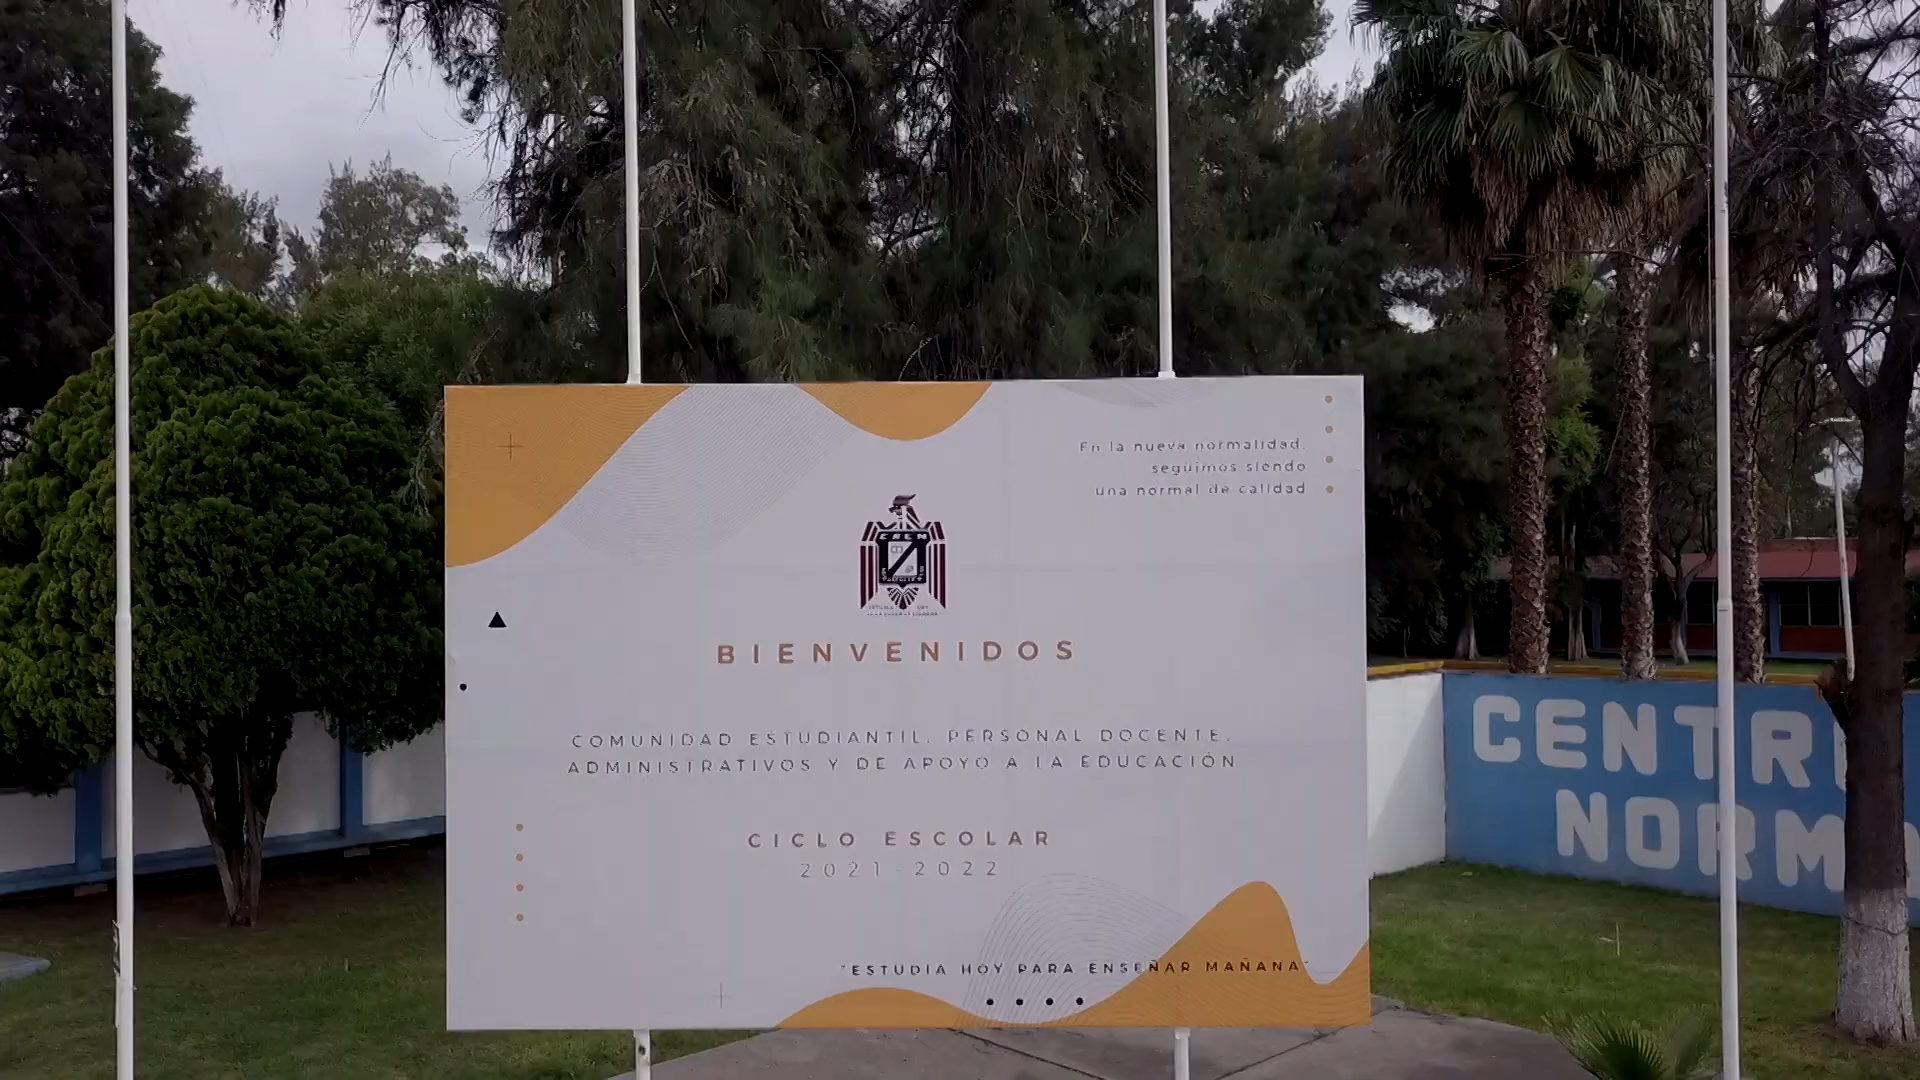 En la nueva normalidad,
seguimos siendo
una normal de calidad
CREN
BIENVENIDOS
COMUNIDAD ESTUDIANTIL, PERSONAL DOCENTE,
ADMINISTRATIVOS Y DE APOYO A LA EDUCACIÓN
CICLO ESCOLAR
2021-2022
"ESTUDIA HOY PARA ENSEÑAR MAÑANA"
CENTR
NORM